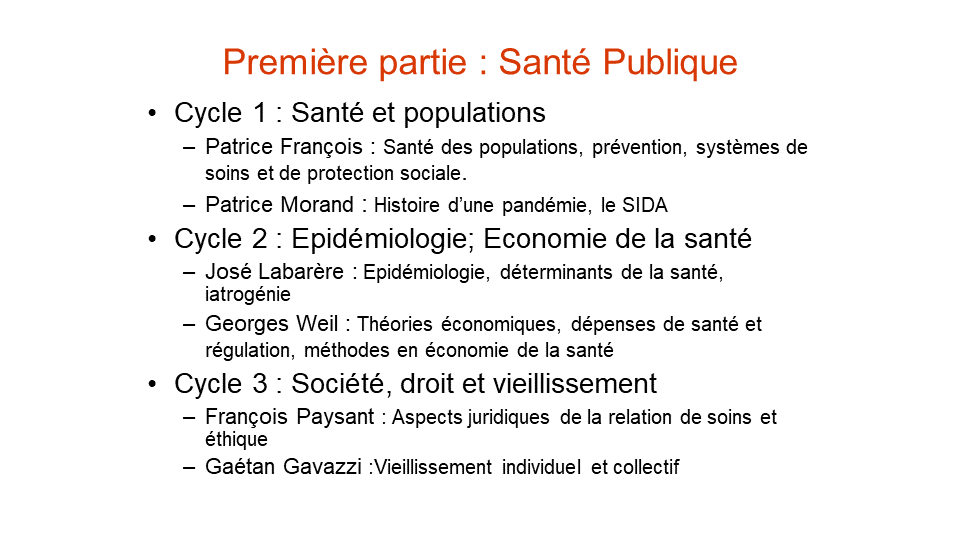 Première partie : Santé Publique
• Cycle 1 : Santé et populations
– Patrice François : Santé des populations, prévention, systèmes de
soins et de protection sociale.
– Patrice Morand : Histoire d’une pandémie, le SIDA
• Cycle 2 : Epidémiologie; Economie de la santé
– José Labarère : Epidémiologie, déterminants de la santé,
iatrogénie
– Georges Weil : Théories économiques, dépenses de santé et
régulation, méthodes en économie de la santé
• Cycle 3 : Société, droit et vieillissement
– François Paysant : Aspects juridiques de la relation de soins et
éthique
– Gaétan Gavazzi :Vieillissement individuel et collectif